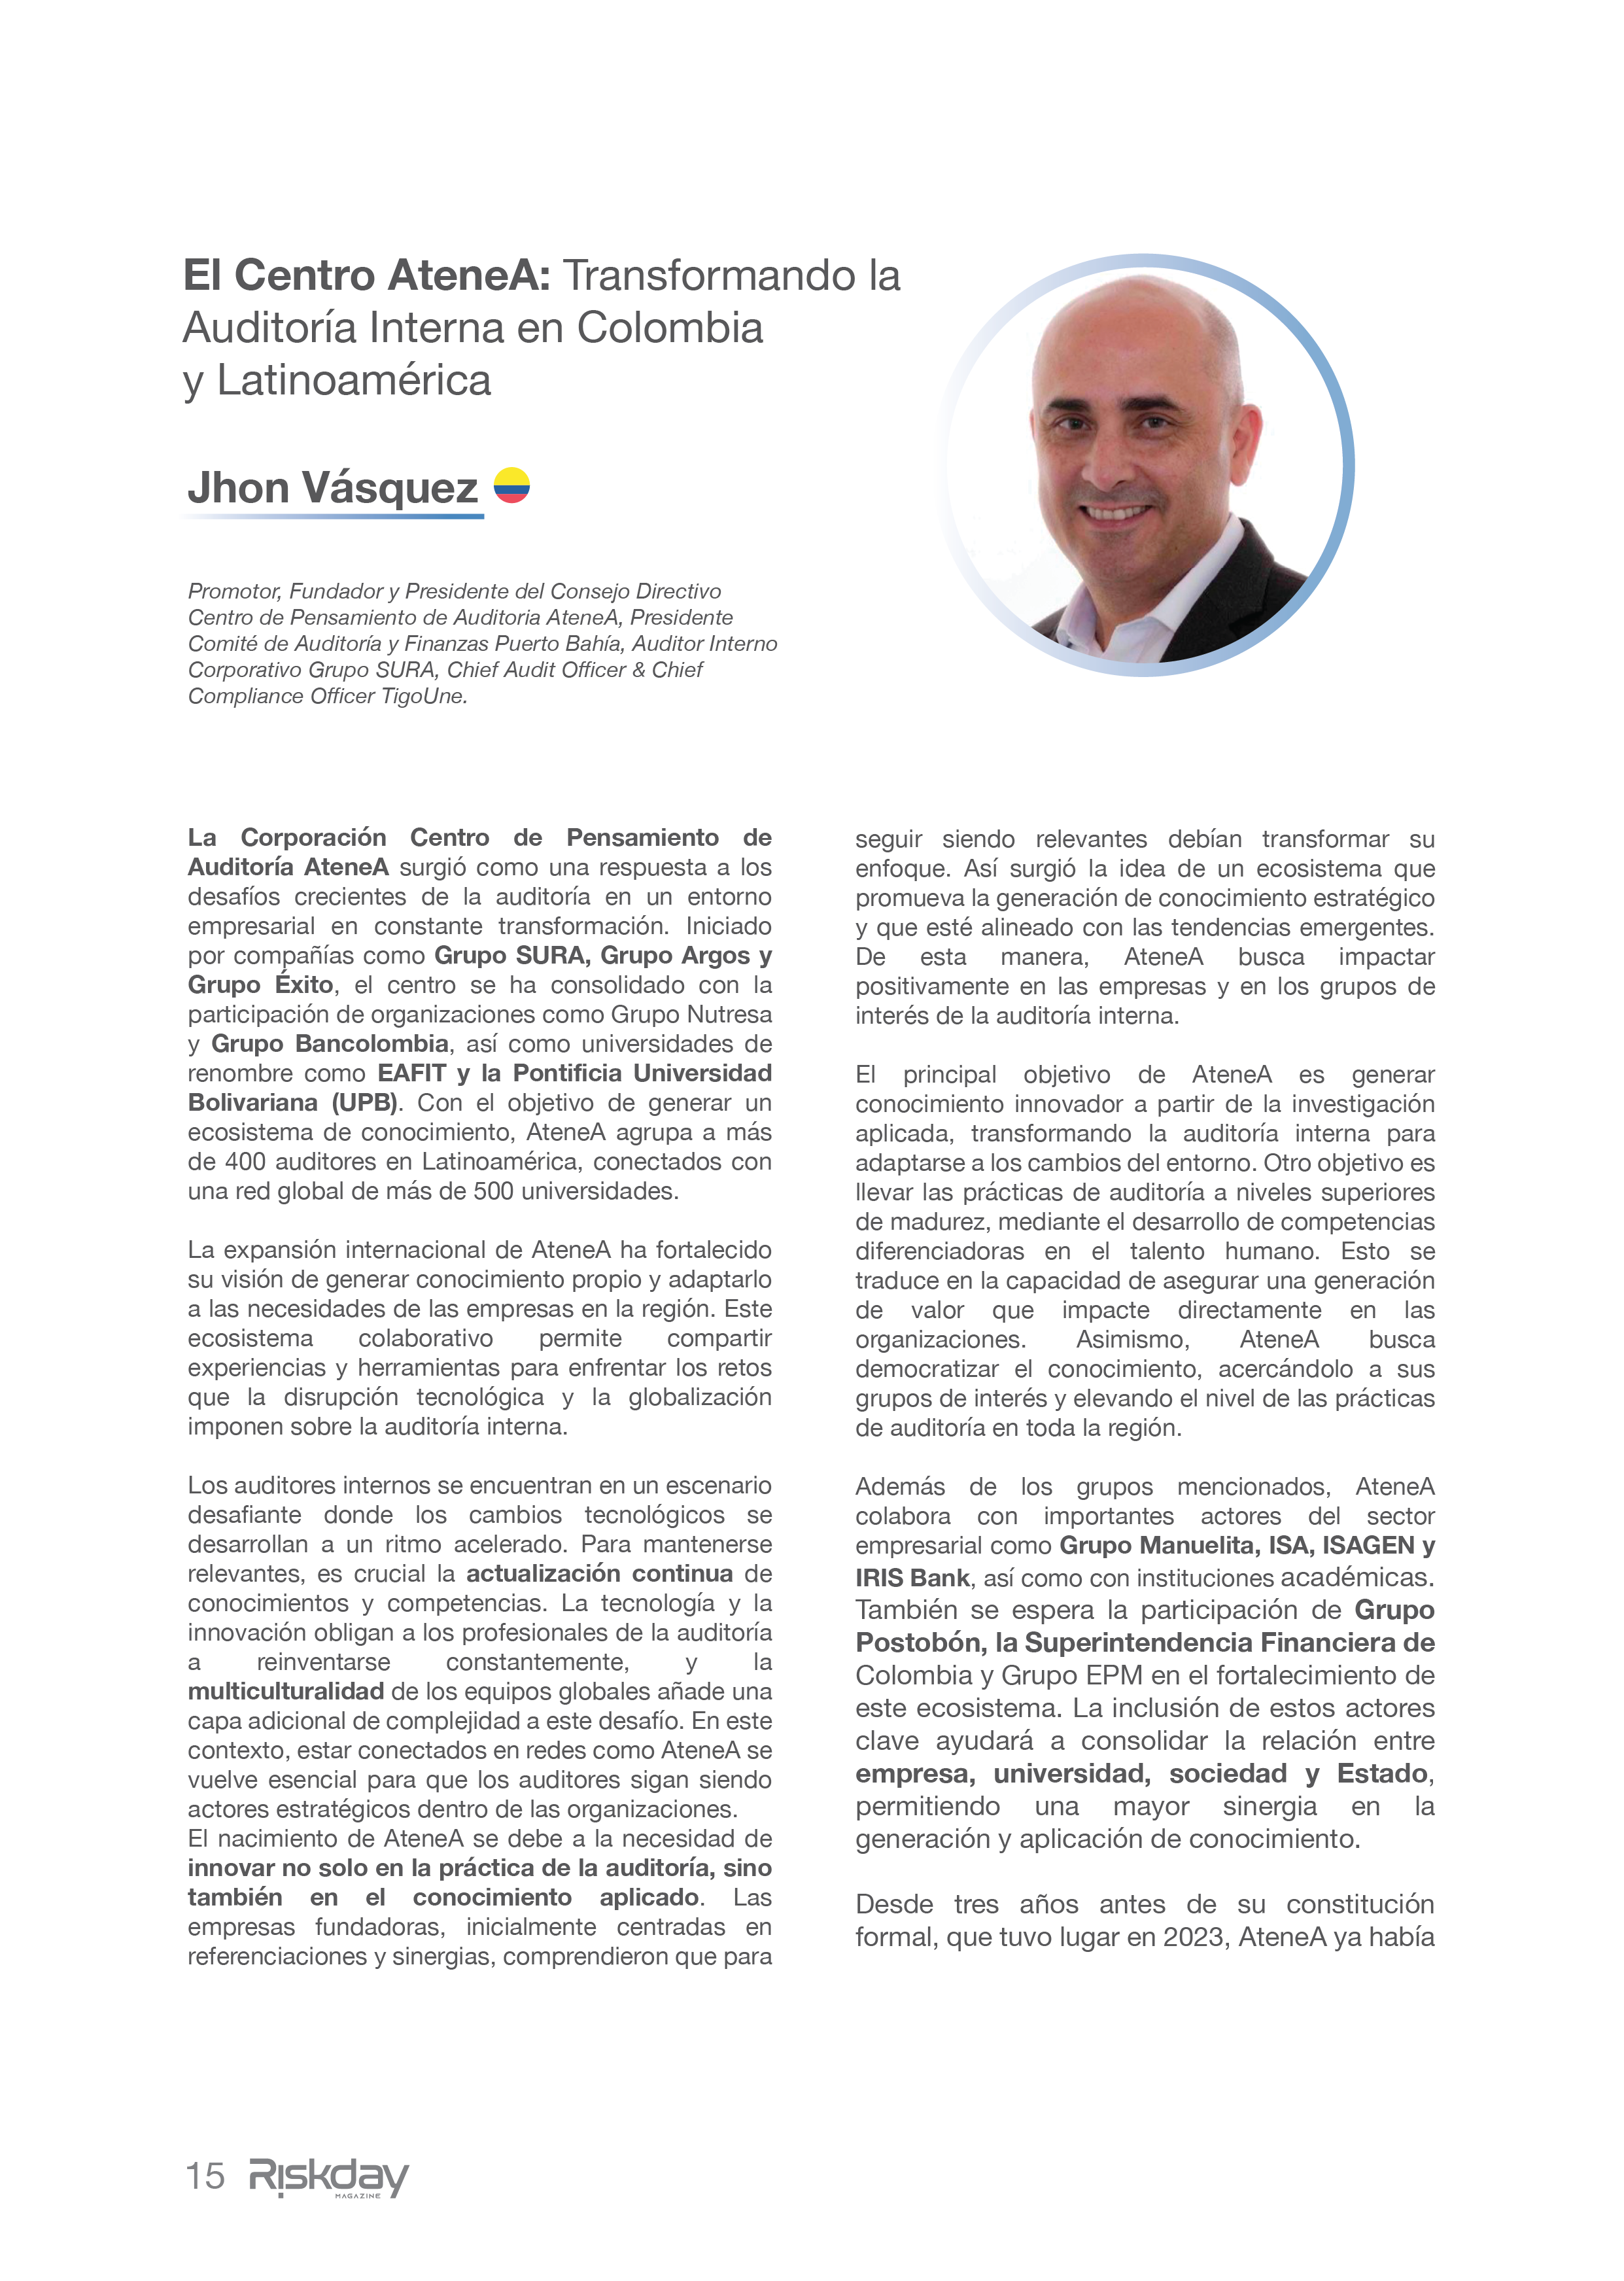 El Centro AteneA: Transformando la
Auditoría Interna en Colombia
y Latinoamérica
Jhon Vásquez
Promotor, Fundador y Presidente del Consejo Directivo
Centro de Pensamiento de Auditoria AteneA, Presidente
Comité de Auditoría y Finanzas Puerto Bahía, Auditor Interno
Corporativo Grupo SURA, Chief Audit Officer & Chief
Compliance Officer TigoUne.
La Corporación Centro de Pensamiento de
Auditoría AteneA surgió como una respuesta a los
desafíos crecientes de la auditoría en un entorno
empresarial en constante transformación. Iniciado
por compañías como Grupo SURA, Grupo Argos y
Grupo Éxito, el centro se ha consolidado con la
participación de organizaciones como Grupo Nutresa
y Grupo Bancolombia, así como universidades de
renombre como EAFIT y la Pontificia Universidad
Bolivariana (UPB). Con el objetivo de generar un
ecosistema de conocimiento, AteneA agrupa a más
de 400 auditores en Latinoamérica, conectados con
una red global de más de 500 universidades.
La expansión internacional de AteneA ha fortalecido
su visión de generar conocimiento propio y adaptarlo
a las necesidades de las empresas en la región. Este
ecosistema colaborativo permite compartir
experiencias y herramientas para enfrentar los retos
que la disrupción tecnológica y la globalización
imponen sobre la auditoría interna.
Los auditores internos se encuentran en un escenario
desafiante donde los cambios tecnológicos se
desarrollan a un ritmo acelerado. Para mantenerse
relevantes, es crucial la actualización continua de
conocimientos y competencias. La tecnología y la
innovación obligan a los profesionales de la auditoría
a reinventarse constantemente, y la
multiculturalidad de los equipos globales añade una
capa adicional de complejidad a este desafío. En este
contexto, estar conectados en redes como AteneA se
vuelve esencial para que los auditores sigan siendo
actores estratégicos dentro de las organizaciones.
El nacimiento de AteneA se debe a la necesidad de
innovar no solo en la práctica de la auditoría, sino
también en el conocimiento aplicado. Las
empresas fundadoras, inicialmente centradas en
referenciaciones y sinergias, comprendieron que para
seguir siendo relevantes debían transformar su
enfoque. Así surgió la idea de un ecosistema que
promueva la generación de conocimiento estratégico
y que esté alineado con las tendencias emergentes.
De esta manera, AteneA busca impactar
positivamente en las empresas y en los grupos de
interés de la auditoría interna.
El principal objetivo de AteneA es generar
conocimiento innovador a partir de la investigación
aplicada, transformando la auditoría interna para
adaptarse a los cambios del entorno. Otro objetivo es
llevar las prácticas de auditoría a niveles superiores
de madurez, mediante el desarrollo de competencias
diferenciadoras en el talento humano. Esto se
traduce en la capacidad de asegurar una generación
de valor que impacte directamente en las
organizaciones. Asimismo, AteneA busca
democratizar el conocimiento, acercándolo a sus
grupos de interés y elevando el nivel de las prácticas
de auditoría en toda la región.
Además de los grupos mencionados, AteneA
colabora con importantes actores del sector
empresarial como Grupo Manuelita, ISA, ISAGEN y
IRIS Bank, así como con instituciones académicas.
También se espera la participación de Grupo
Postobón, la Superintendencia Financiera de
Colombia y Grupo EPM en el fortalecimiento de
este ecosistema. La inclusión de estos actores
clave ayudará a consolidar la relación entre
empresa, universidad, sociedad y Estado,
permitiendo una mayor sinergia en la
generación y aplicación de conocimiento.
Desde tres años antes de su constitución
formal, que tuvo lugar en 2023, AteneA ya había
15 Riskday
MAGAZINE